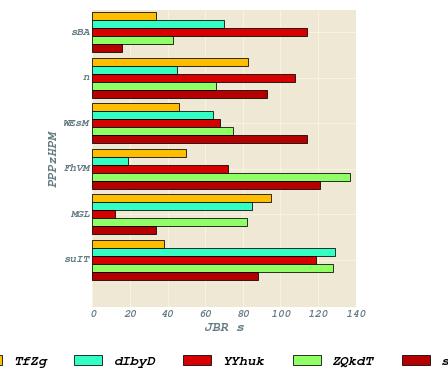 sBA
n
WEsM
FhVM
MGL
suIT
PPPzHPM
0 20 40 60 80 100 120 140
JBR s
TfZg dIbyD YYhuk ZQkdT